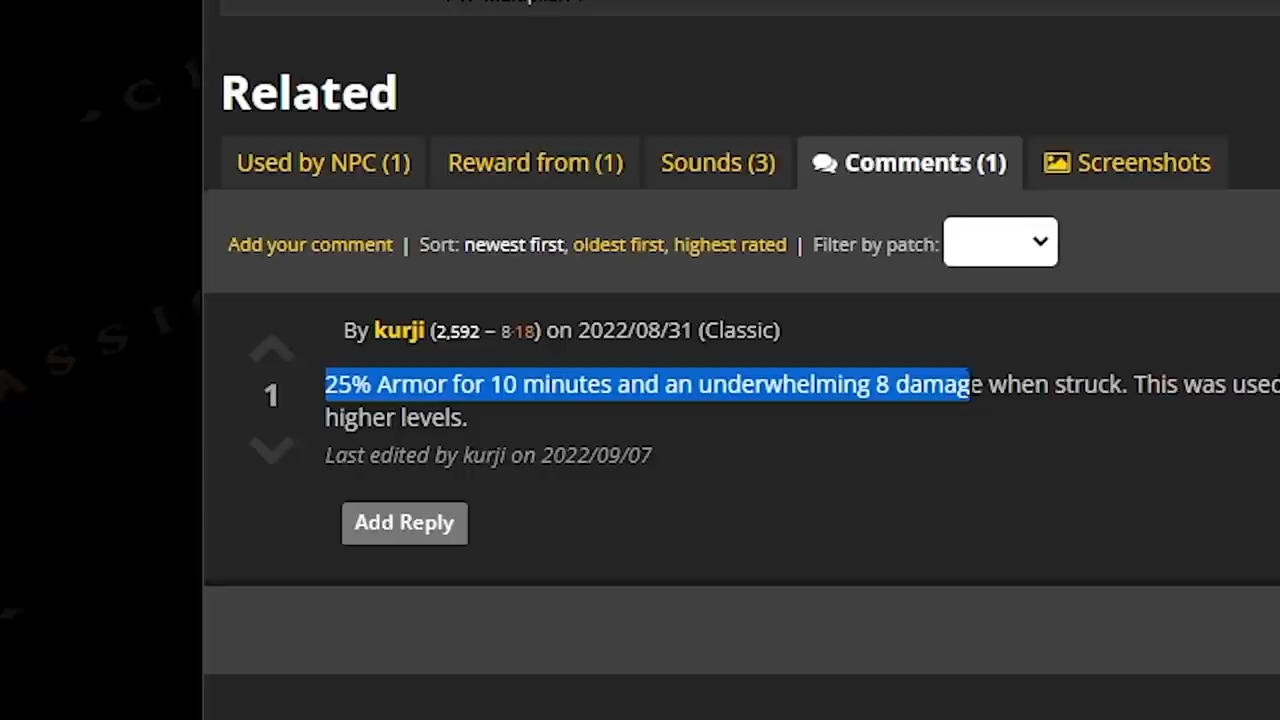 Related
Used by NPC (1) Reward from (1) Sounds (3) Comments (1) Screenshots
Add your comment | Sort: newest first, oldest first, highest rated | Filter by patch:
By kurji (2,592 – 8·18) on 2022/08/31 (Classic)
1
25% Armor for 10 minutes and an underwhelming 8 damage when struck. This was used
higher levels.
Last edited by kurji on 2022/09/07
Add Reply